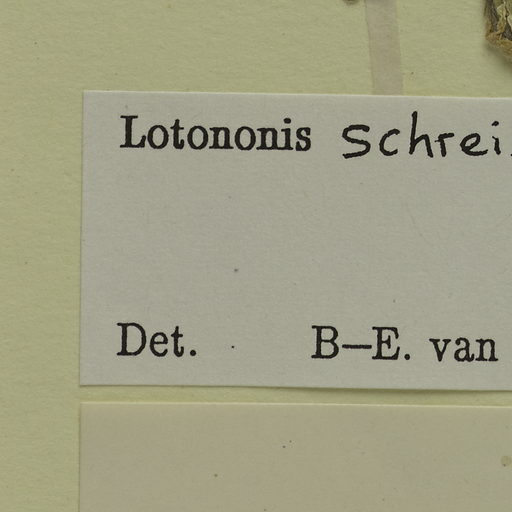 Lotononis schrei
Det. B–E. van